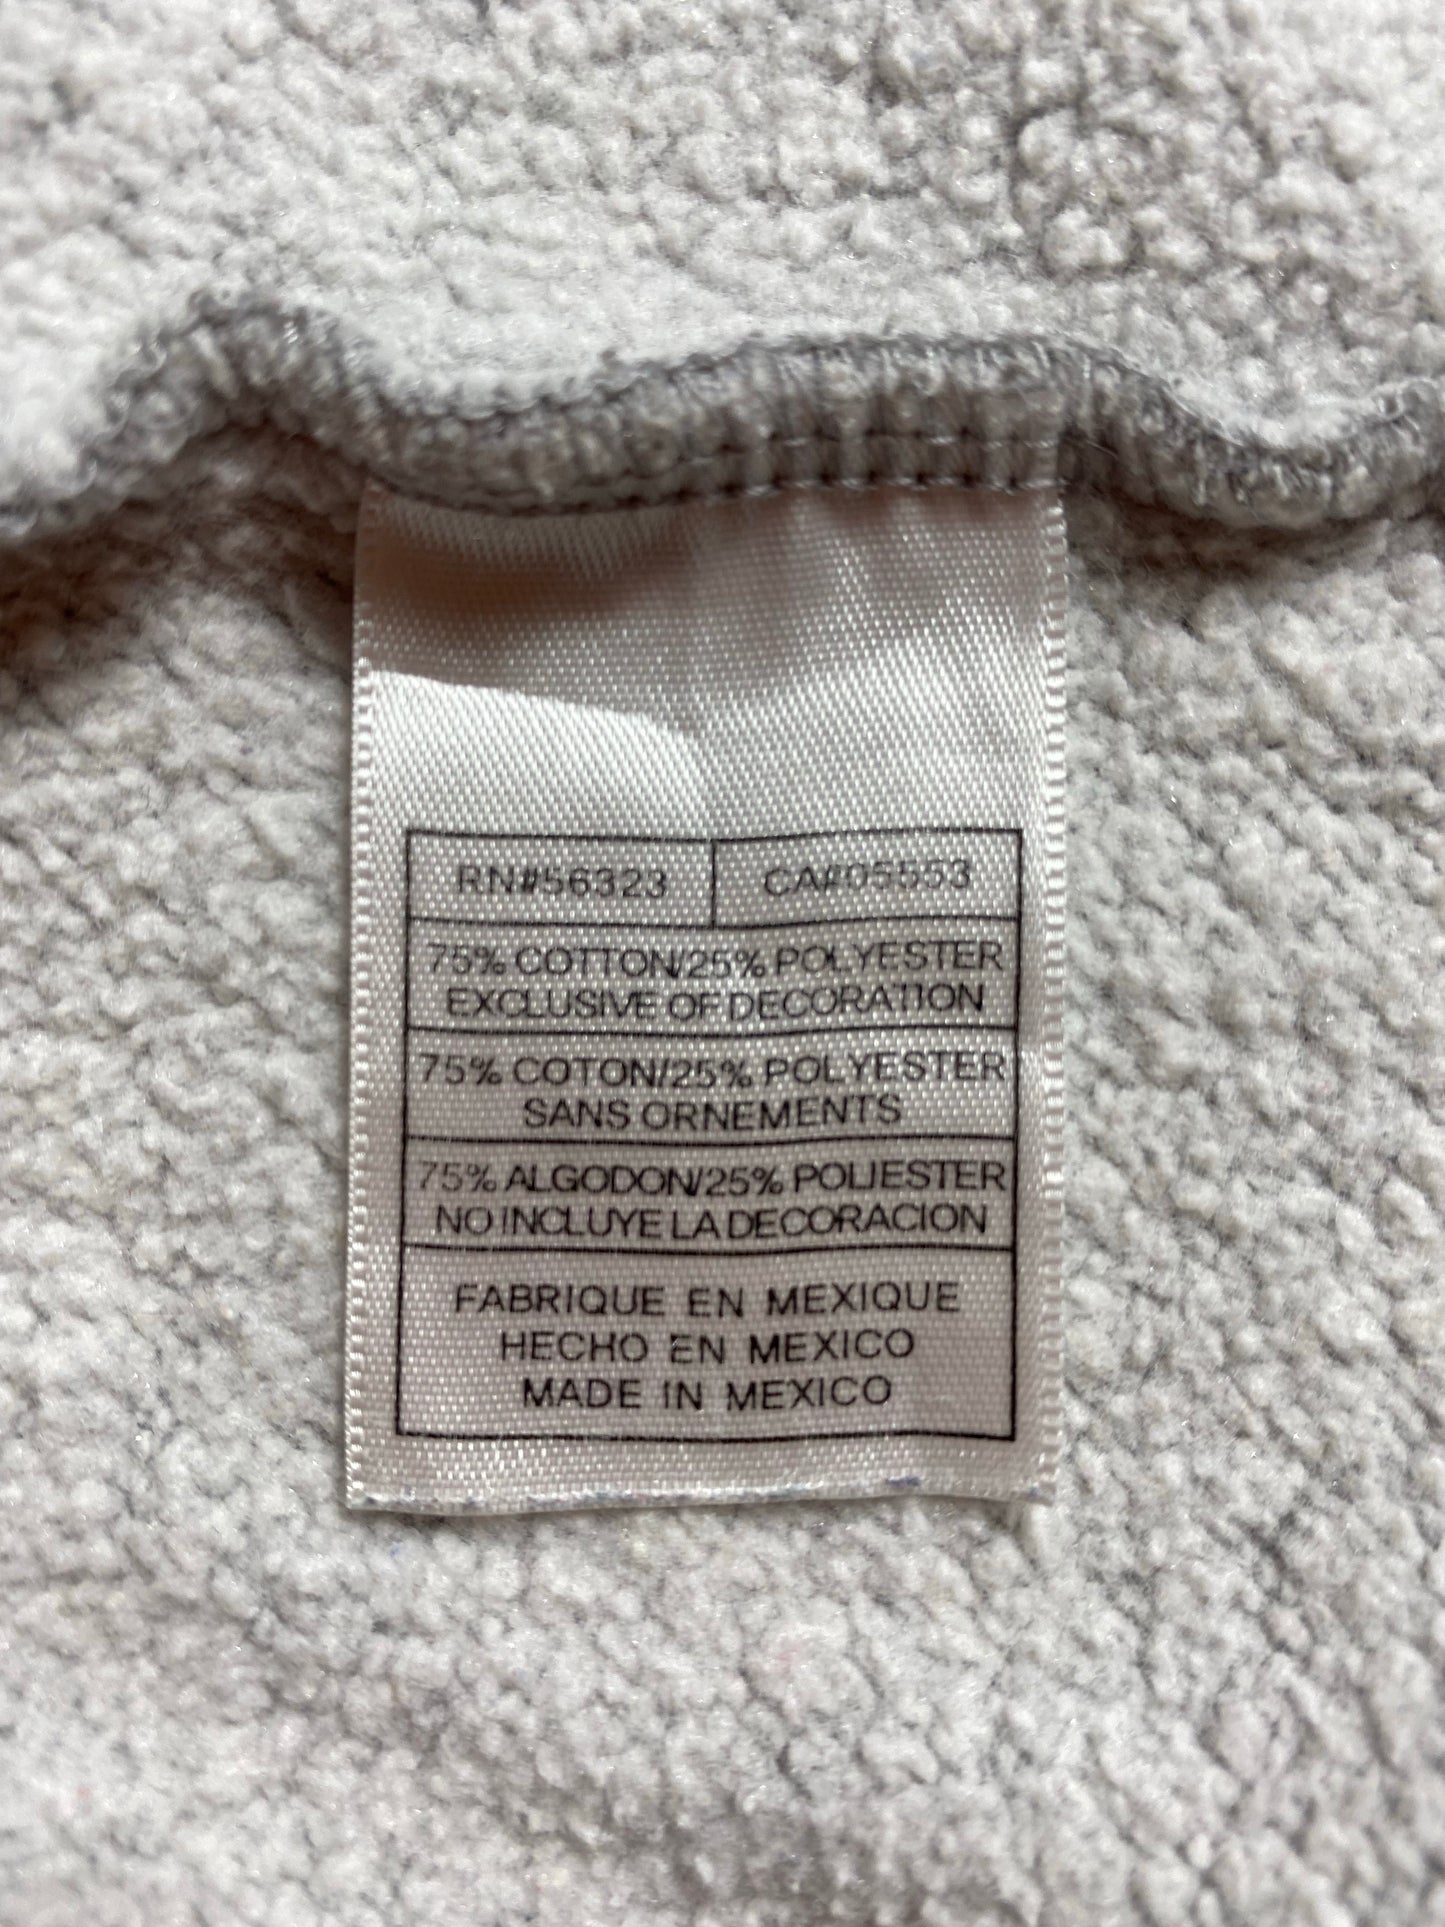 RN#56323 CA#05553
75% COTTON/25% POLYESTER
EXCLUSIVE OF DECORATION
75% COTON/25% POLYESTER
SANS ORNEMENTS
75% ALGODON/25% POLIESTER
NO INCLUYE LA DECORACION
FABRIQUE EN MEXIQUE
HECHO EN MEXICO
MADE IN MEXICO